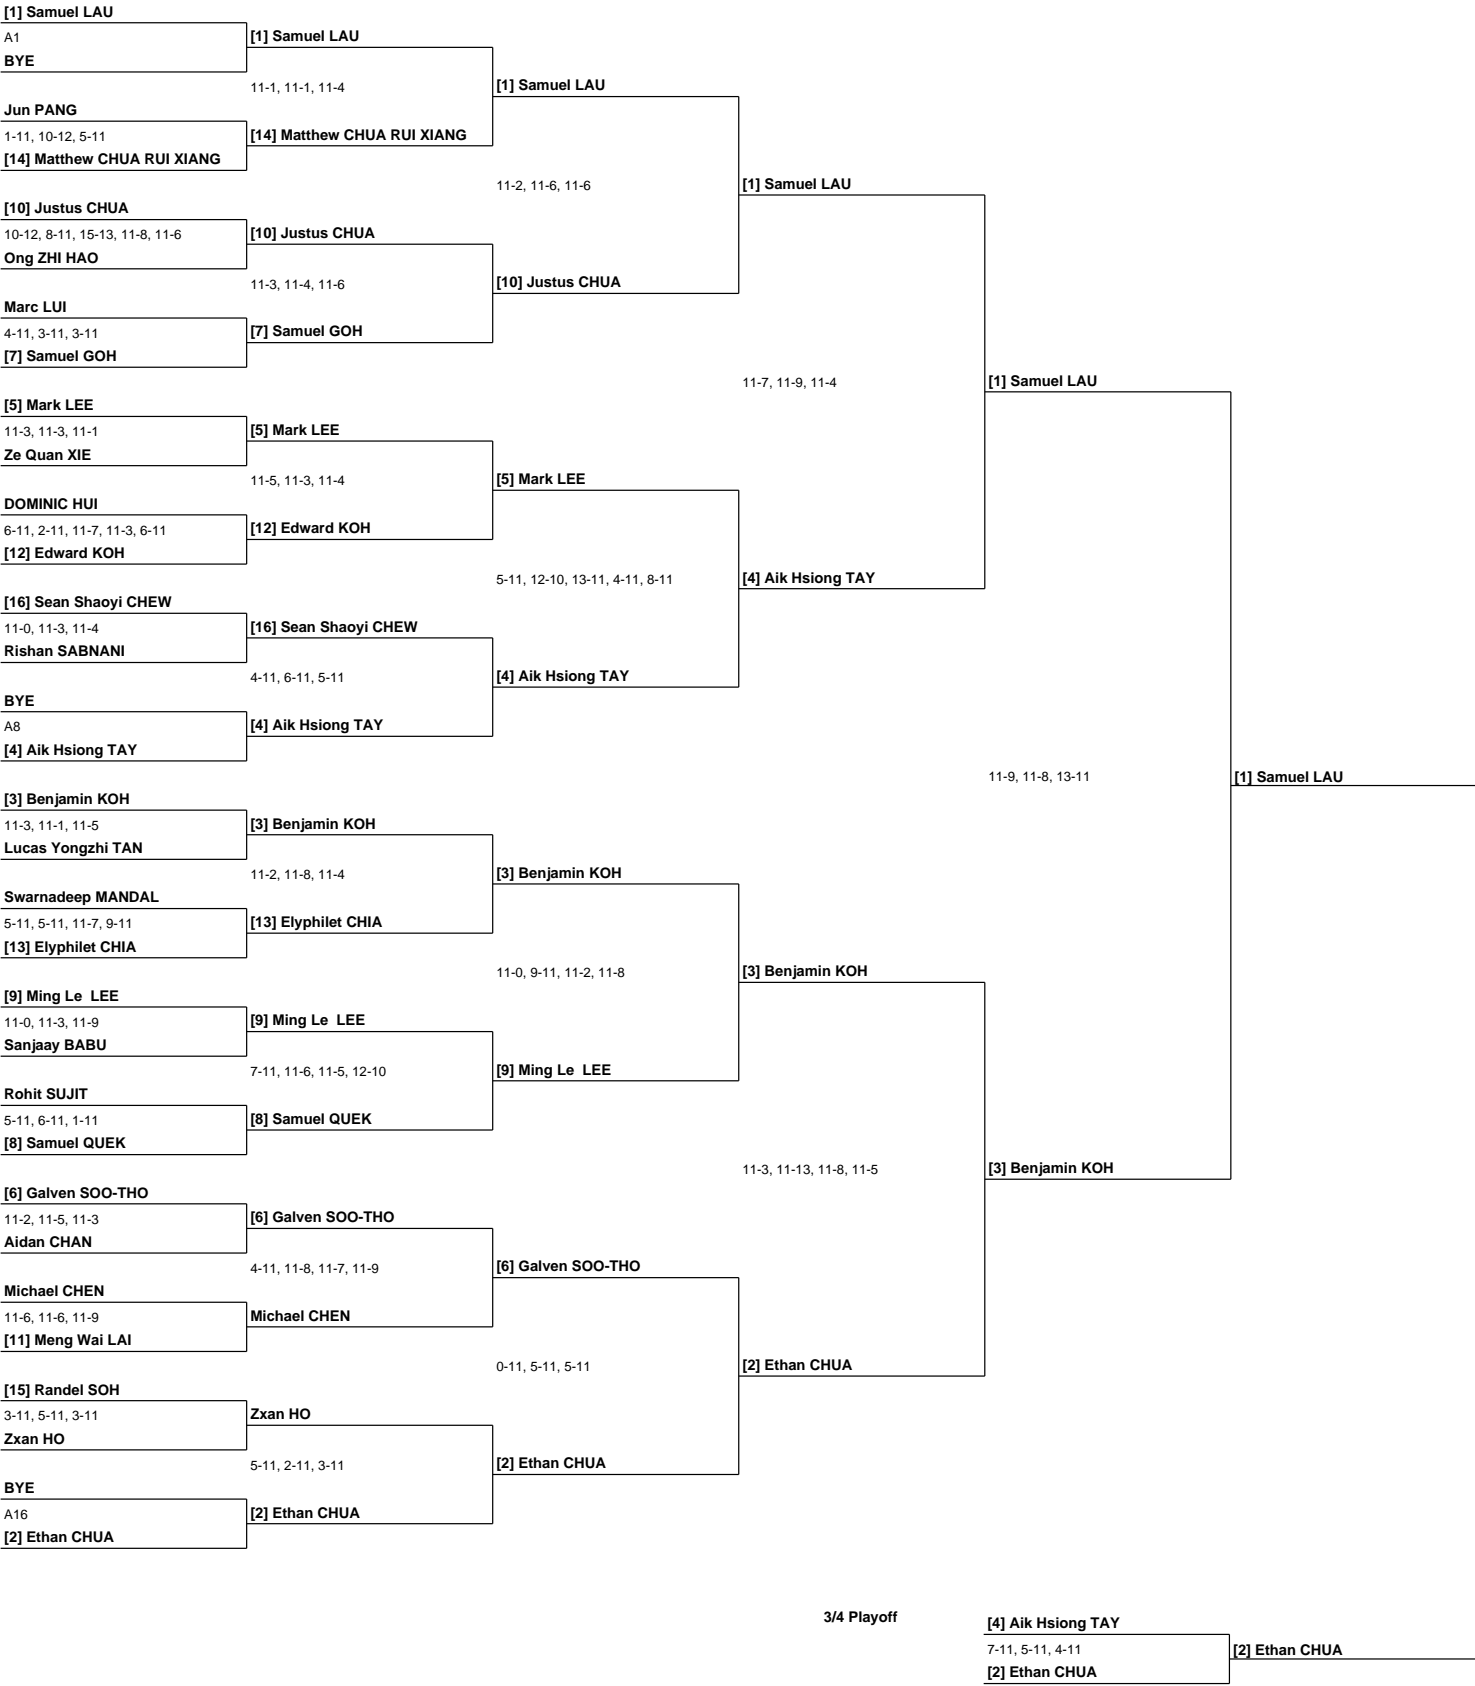 [1] Samuel LAU
A1
BYE
Jun PANG
1-11, 10-12, 5-11
[14] Matthew CHUA RUI XIANG
[10] Justus CHUA
10-12, 8-11, 15-13, 11-8, 11-6
Ong ZHI HAO
Marc LUI
4-11, 3-11, 3-11
[7] Samuel GOH
[5] Mark LEE
11-3, 11-3, 11-1
Ze Quan XIE
DOMINIC HUI
6-11, 2-11, 11-7, 11-3, 6-11
[12] Edward KOH
[16] Sean Shaoyi CHEW
11-0, 11-3, 11-4
Rishan SABNANI
BYE
A8
[4] Aik Hsiong TAY
[3] Benjamin KOH
11-3, 11-1, 11-5
Lucas Yongzhi TAN
Swarnadeep MANDAL
5-11, 5-11, 11-7, 9-11
[13] Elyphilet CHIA
[9] Ming Le  LEE
11-0, 11-3, 11-9
Sanjaay BABU
Rohit SUJIT
5-11, 6-11, 1-11
[8] Samuel QUEK
[6] Galven SOO-THO
11-2, 11-5, 11-3
Aidan CHAN
Michael CHEN
11-6, 11-6, 11-9
[11] Meng Wai LAI
[15] Randel SOH
3-11, 5-11, 3-11
Zxan HO
BYE
A16
[2] Ethan CHUA
[1] Samuel LAU
11-1, 11-1, 11-4
[14] Matthew CHUA RUI XIANG
[10] Justus CHUA
11-3, 11-4, 11-6
[7] Samuel GOH
[5] Mark LEE
11-5, 11-3, 11-4
[12] Edward KOH
[16] Sean Shaoyi CHEW
4-11, 6-11, 5-11
[4] Aik Hsiong TAY
[3] Benjamin KOH
11-2, 11-8, 11-4
[13] Elyphilet CHIA
[9] Ming Le  LEE
7-11, 11-6, 11-5, 12-10
[8] Samuel QUEK
[6] Galven SOO-THO
4-11, 11-8, 11-7, 11-9
Michael CHEN
Zxan HO
5-11, 2-11, 3-11
[2] Ethan CHUA
[1] Samuel LAU
11-2, 11-6, 11-6
[10] Justus CHUA
[5] Mark LEE
5-11, 12-10, 13-11, 4-11, 8-11
[4] Aik Hsiong TAY
[3] Benjamin KOH
11-0, 9-11, 11-2, 11-8
[9] Ming Le  LEE
[6] Galven SOO-THO
0-11, 5-11, 5-11
[2] Ethan CHUA
[1] Samuel LAU
11-7, 11-9, 11-4
[4] Aik Hsiong TAY
[3] Benjamin KOH
11-3, 11-13, 11-8, 11-5
[2] Ethan CHUA
[1] Samuel LAU
11-9, 11-8, 13-11
[3] Benjamin KOH
[1] Samuel LAU
3/4 Playoff
[4] Aik Hsiong TAY
7-11, 5-11, 4-11
[2] Ethan CHUA
[2] Ethan CHUA